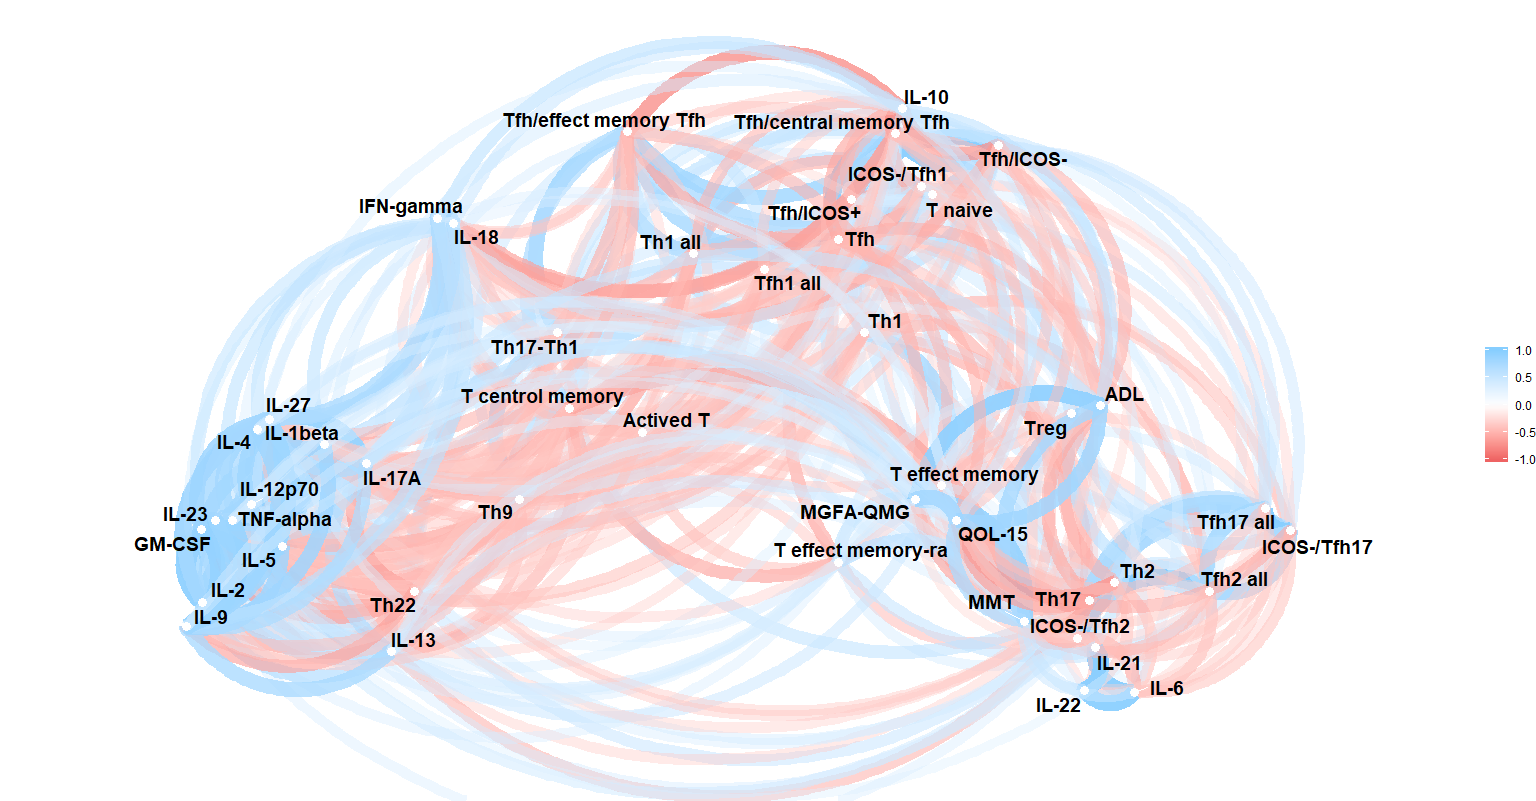 IL-10
Tfh/effect memory Tfh
Tfh/central memory Tfh
Tfh/ICOS-
ICOS-/Tfh1
IFN-gamma
Tfh/ICOS+
T naive
IL-18
Th1 all
Tfh
Tfh1 all
Th1
Th17-Th1
1.0
0.5
0.0
-0.5
-1.0
T central memory
ADL
IL-27
Actived T
Treg
IL-4
IL-1beta
IL-17A
T effect memory
IL-12p70
IL-23
TNF-alpha
Th9
MGFA-QMG
Tfh17 all
GM-CSF
QOL-15
ICOS-/Tfh17
IL-5
T effect memory-ra
Th2
Tfh2 all
IL-2
Th22
MMT
Th17
IL-9
ICOS-/Tfh2
IL-13
IL-21
IL-6
IL-22